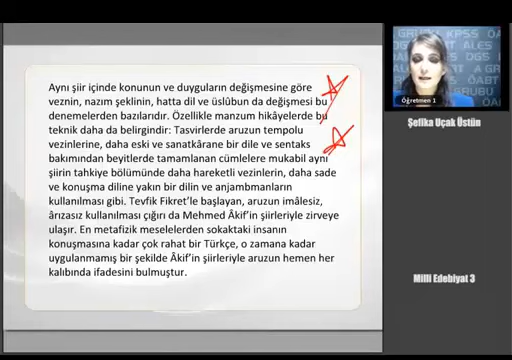 Aynı şiir içinde konunun ve duyguların değişmesine göre
veznin, nazım şeklinin, hatta dil ve üslûbun da değişmesi bu
denemelerden bazılarıdır. Özellikle manzum hikâyelerde bu
teknik daha da belirgindir: Tasvirlerde aruzun tempolu
vezinlerine, daha eski ve sanatkârane bir dile ve sentaks
bakımından beyitlerde tamamlanan cümlelere mukabil aynı
şiirin tahkiye bölümünde daha hareketli vezinlerin, daha sade
ve konuşma diline yakın bir dilin ve anjambmanların
kullanılması gibi. Tevfik Fikret'le başlayan, aruzun imâlesiz,
ârızasız kullanılması çığırı da Mehmed Âkif'in şiirleriyle zirveye
ulaşır. En metafizik meselelerden sokaktaki insanın
konuşmasına kadar çok rahat bir Türkçe, o zamana kadar
uygulanmamış bir şekilde Âkif'in şiirleriyle aruzun hemen her
kalıbında ifadesini bulmuştur.
Öğretmen 1
Şefika Uçak Üstün
Milli Edebiyat 3